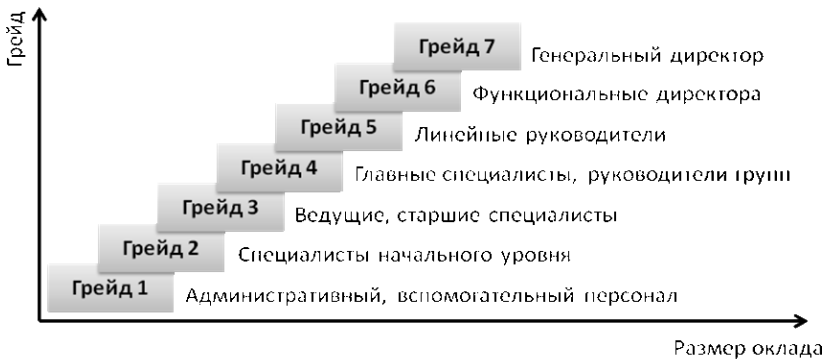 Грейд
Грейд 7
Генеральный директор
Грейд 6
Функциональные директора
Грейд 5
Линейные руководители
Грейд 4
Главные специалисты, руководители групп
Грейд 3
Ведущие, старшие специалисты
Грейд 2
Специалисты начального уровня
Грейд 1
Административный, вспомогательный персонал
Размер оклада